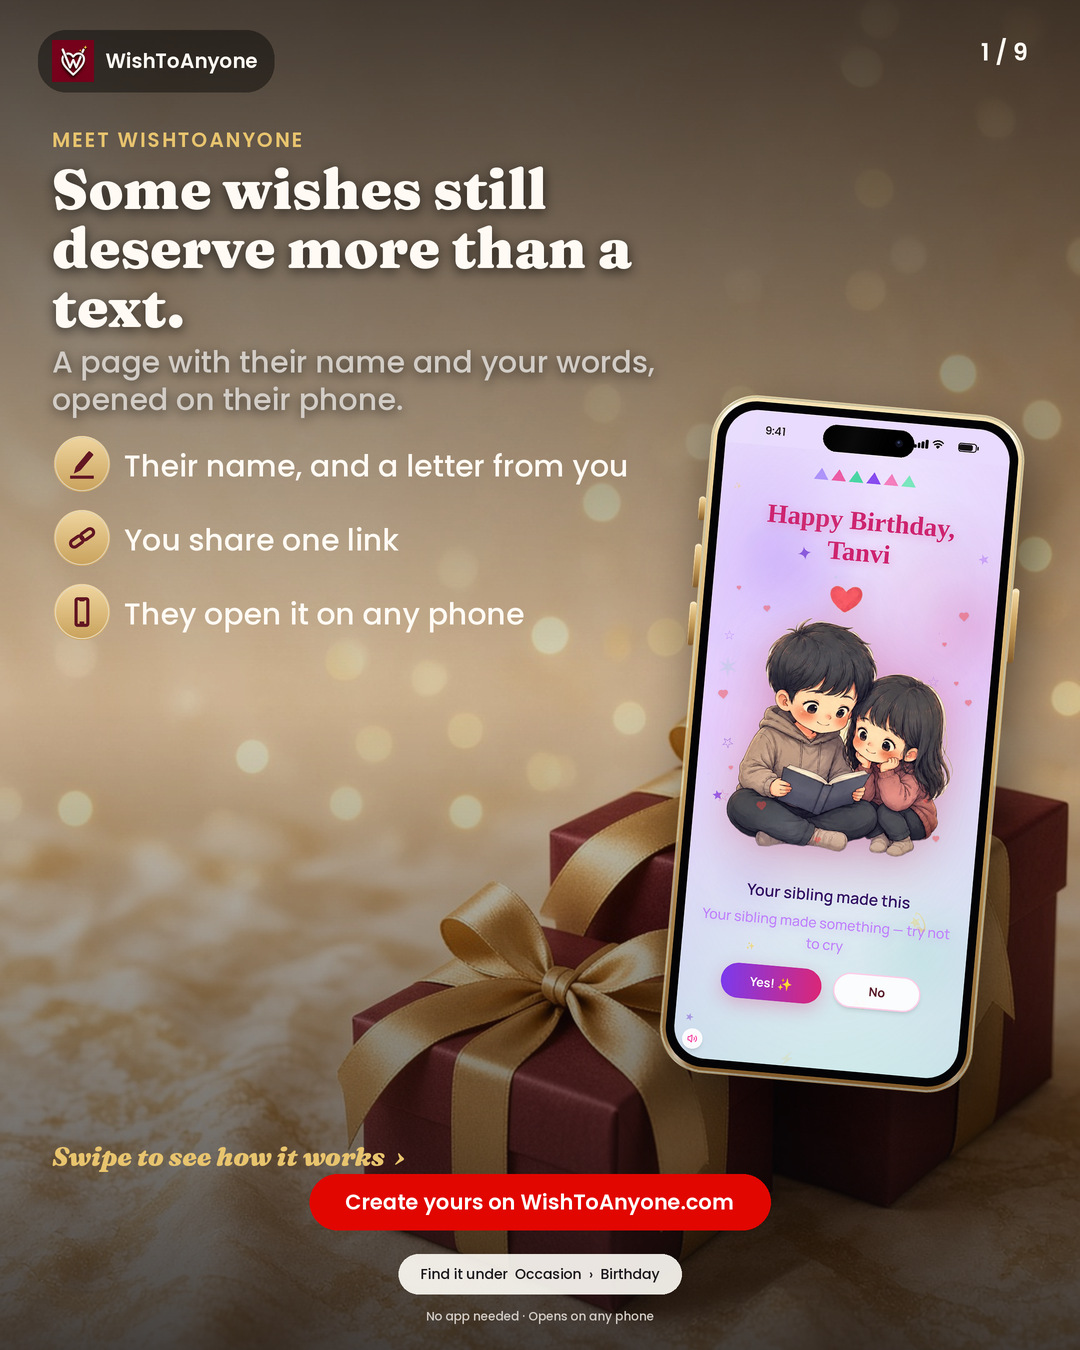 WishToAnyone
1 / 9
MEET WISHTOANYONE
Some wishes still
deserve more than a
text.
A page with their name and your words,
opened on their phone.
Their name, and a letter from you
You share one link
They open it on any phone
9:41
Happy Birthday,
Tanvi
Your sibling made this
Your sibling made something — try not
to cry
Yes! ✨
No
Swipe to see how it works ›
Create yours on WishToAnyone.com
Find it under Occasion › Birthday
No app needed · Opens on any phone